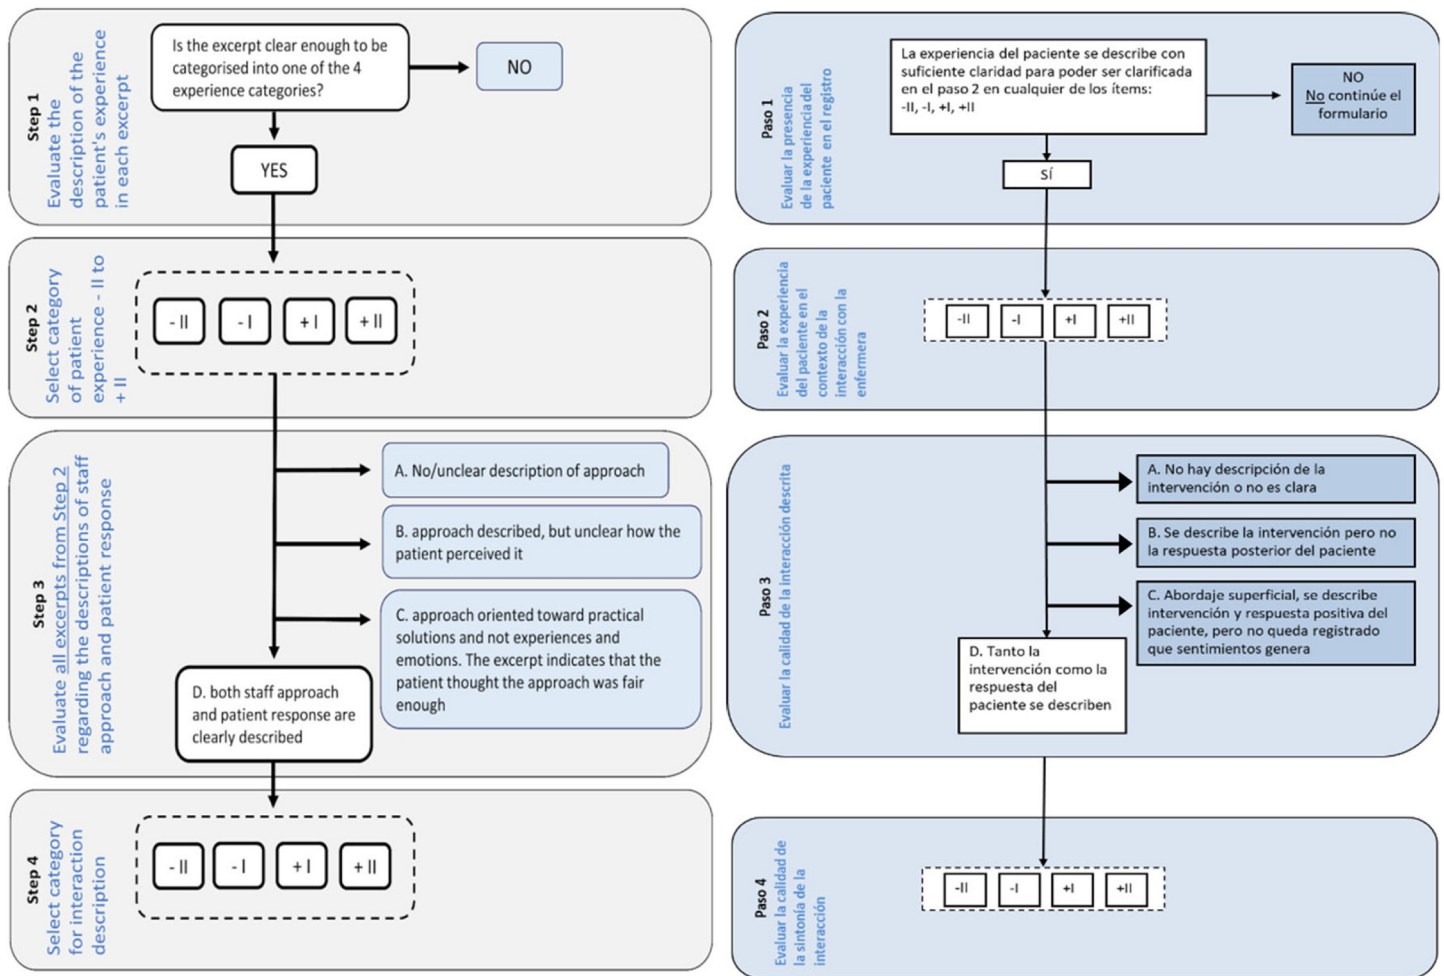 Step 1
Evaluate the
description of the
patient's experience
in each excerpt
Is the excerpt clear enough to be
categorised into one of the 4
experience categories?
NO
YES
Step 2
Select category
of patient
experience - II to
+ II
- II
- I
+ I
+ II
Step 3
Evaluate all excerpts from Step 2
regarding the descriptions of staff
approach and patient response
A. No/unclear description of approach
B. approach described, but unclear how the
patient perceived it
C. approach oriented toward practical
solutions and not experiences and
emotions. The excerpt indicates that the
patient thought the approach was fair
enough
D. both staff approach
and patient response are
clearly described
Step 4
Select category
for interaction
description
- II
- I
+ I
+ II
Paso 1
Evaluar la presencia
de la experiencia del
paciente en el registro
La experiencia del paciente se describe con
suficiente claridad para poder ser clarificada
en el paso 2 en cualquier de los ítems:
-II, -I, +I, +II
NO
No continúe el
formulario
SÍ
Paso 2
Evaluar la experiencia
del paciente en el
contexto de la
interacción con la
enfermera
-II
-I
+I
+II
Paso 3
Evaluar la calidad de la interacción descrita
A. No hay descripción de la
intervención o no es clara
B. Se describe la intervención pero no
la respuesta posterior del paciente
C. Abordaje superficial, se describe
intervención y respuesta positiva del
paciente, pero no queda registrado
que sentimientos genera
D. Tanto la
intervención como la
respuesta del
paciente se describen
Paso 4
Evaluar la calidad de
la sintonía de la
interacción
-II
-I
+I
+II